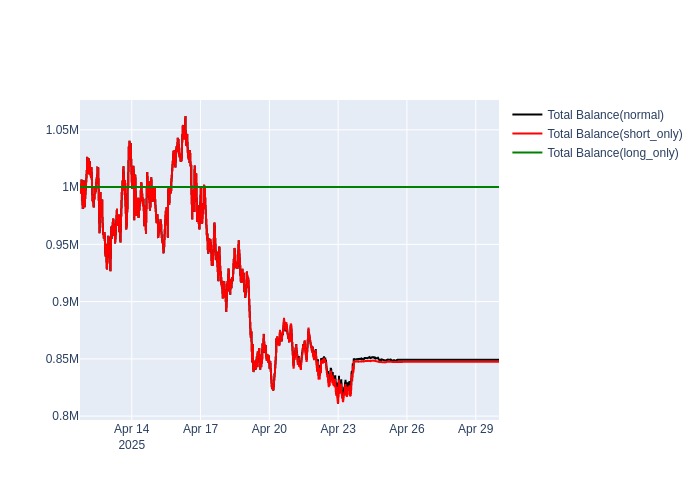 Total Balance(normal)
Total Balance(short_only)
Total Balance(long_only)
1.05M
1M
0.95M
0.9M
0.85M
0.8M
Apr 14
2025
Apr 17
Apr 20
Apr 23
Apr 26
Apr 29